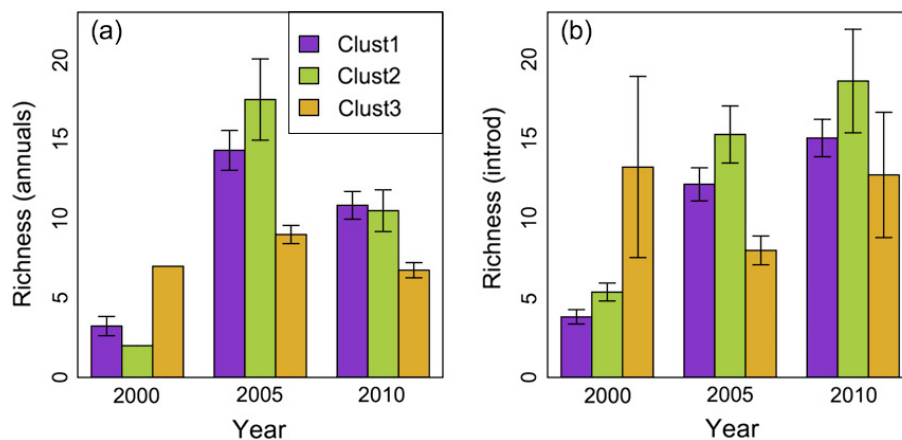 (a)
Clust1
Clust2
Clust3
Richness (annuals)
20
15
10
5
0
2000 2005 2010
Year
(b)
Richness (introd)
20
15
10
5
0
2000 2005 2010
Year